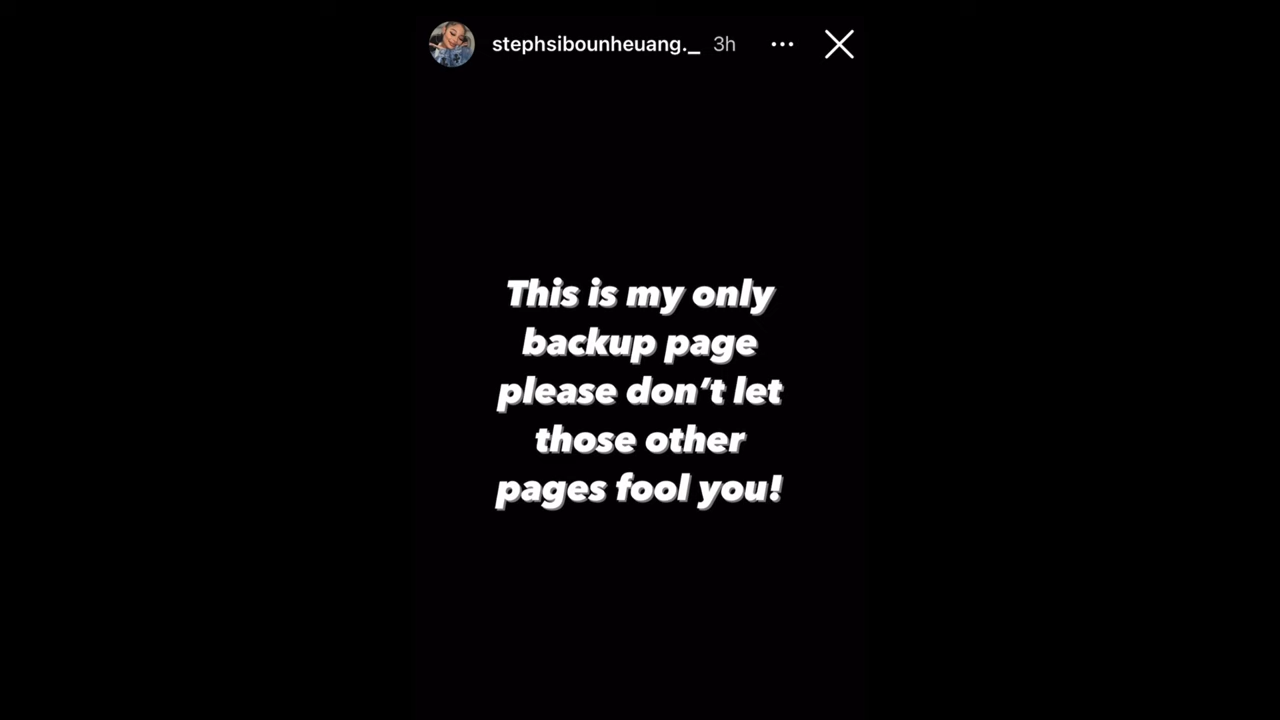 stephsibounheuang._ 3h
This is my only
backup page
please don’t let
those other
pages fool you!